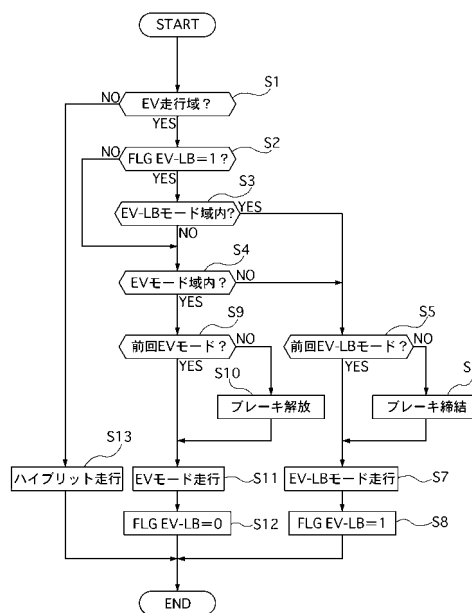 START
S1
EV走行域?
NO
YES
S2
FLG EV-LB=1?
NO
YES
S3
EV-LBモード域内?
YES
NO
S4
EVモード域内?
NO
YES
S9
前回EVモード?
NO
YES
S5
前回EV-LBモード?
NO
YES
S10
ブレーキ解放
S
ブレーキ締結
S13
ハイブリット走行
EVモード走行
S11
EV-LBモード走行
S7
FLG EV-LB=0
S12
FLG EV-LB=1
S8
END